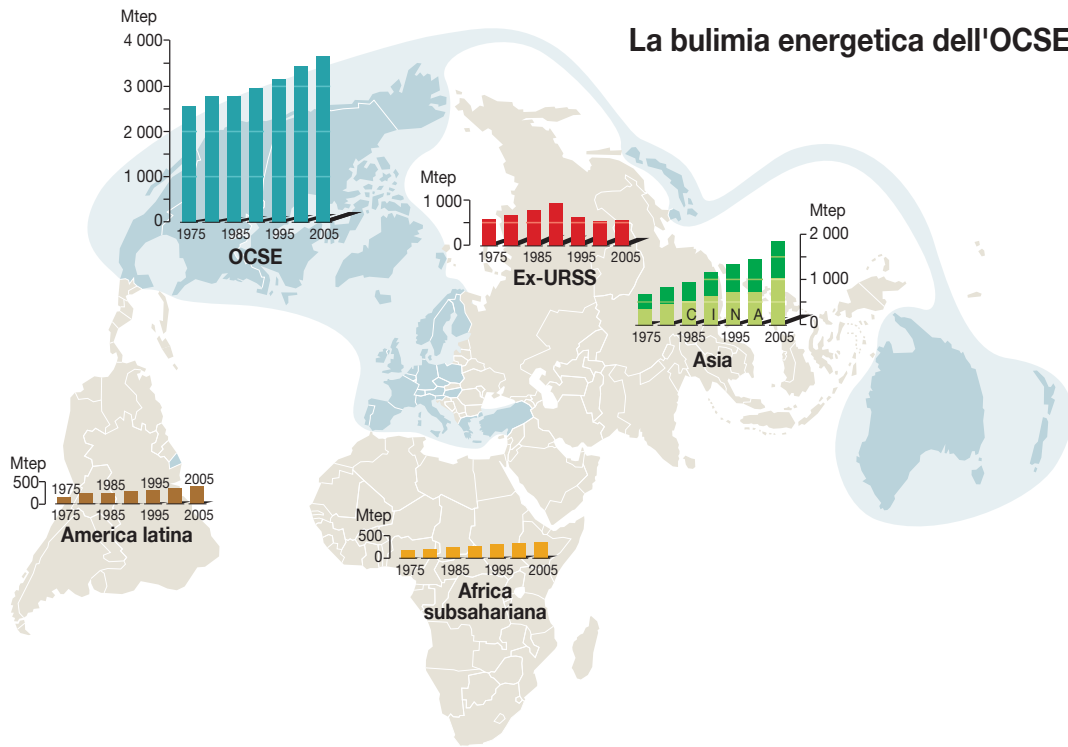 La bulimia energetica dell'OCSE
Mtep
4 000
3 000
2 000
1 000
0
1975 1985 1995 2005
OCSE
Mtep
1 000
0
1975 1985 1995 2005
Ex-URSS
Mtep
2 000
1 000
0
C I N A
1975 1985 1995 2005
Asia
Mtep
500
0
1975 1985 1995 2005
1975 1985 1995 2005
America latina
Mtep
500
0
1975 1985 1995 2005
Africa
subsahariana